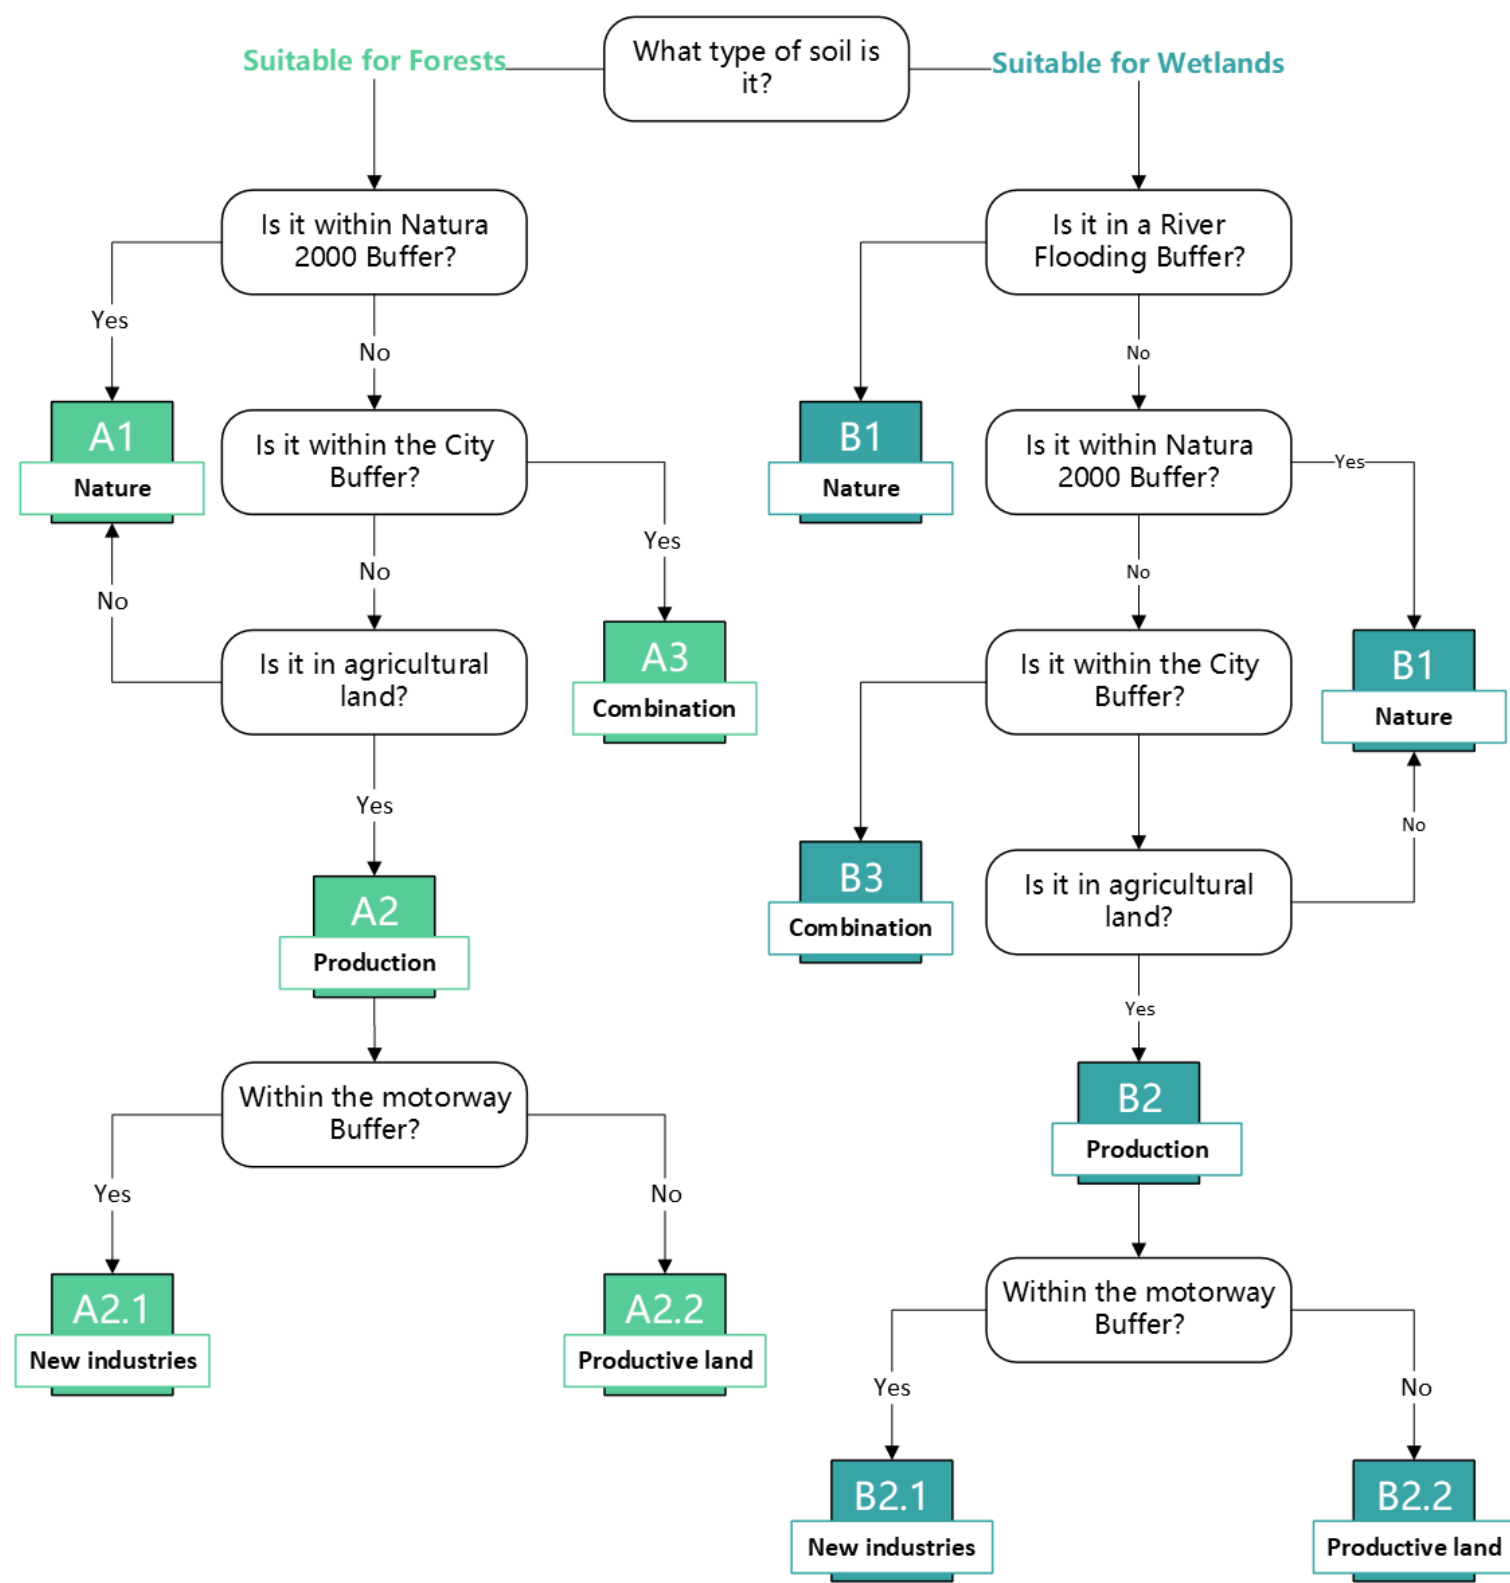 What type of soil is
it?
Suitable for Forests
Suitable for Wetlands
Is it within Natura
2000 Buffer?
Yes
No
A1
Nature
Is it within the City
Buffer?
Yes
No
A3
Combination
Is it in agricultural
land?
No
Yes
A2
Production
Within the motorway
Buffer?
Yes
No
A2.1
New industries
A2.2
Productive land
Is it in a River
Flooding Buffer?
No
B1
Nature
Is it within Natura
2000 Buffer?
Yes
No
B1
Nature
Is it within the City
Buffer?
B3
Combination
Is it in agricultural
land?
No
Yes
B2
Production
Within the motorway
Buffer?
Yes
No
B2.1
New industries
B2.2
Productive land